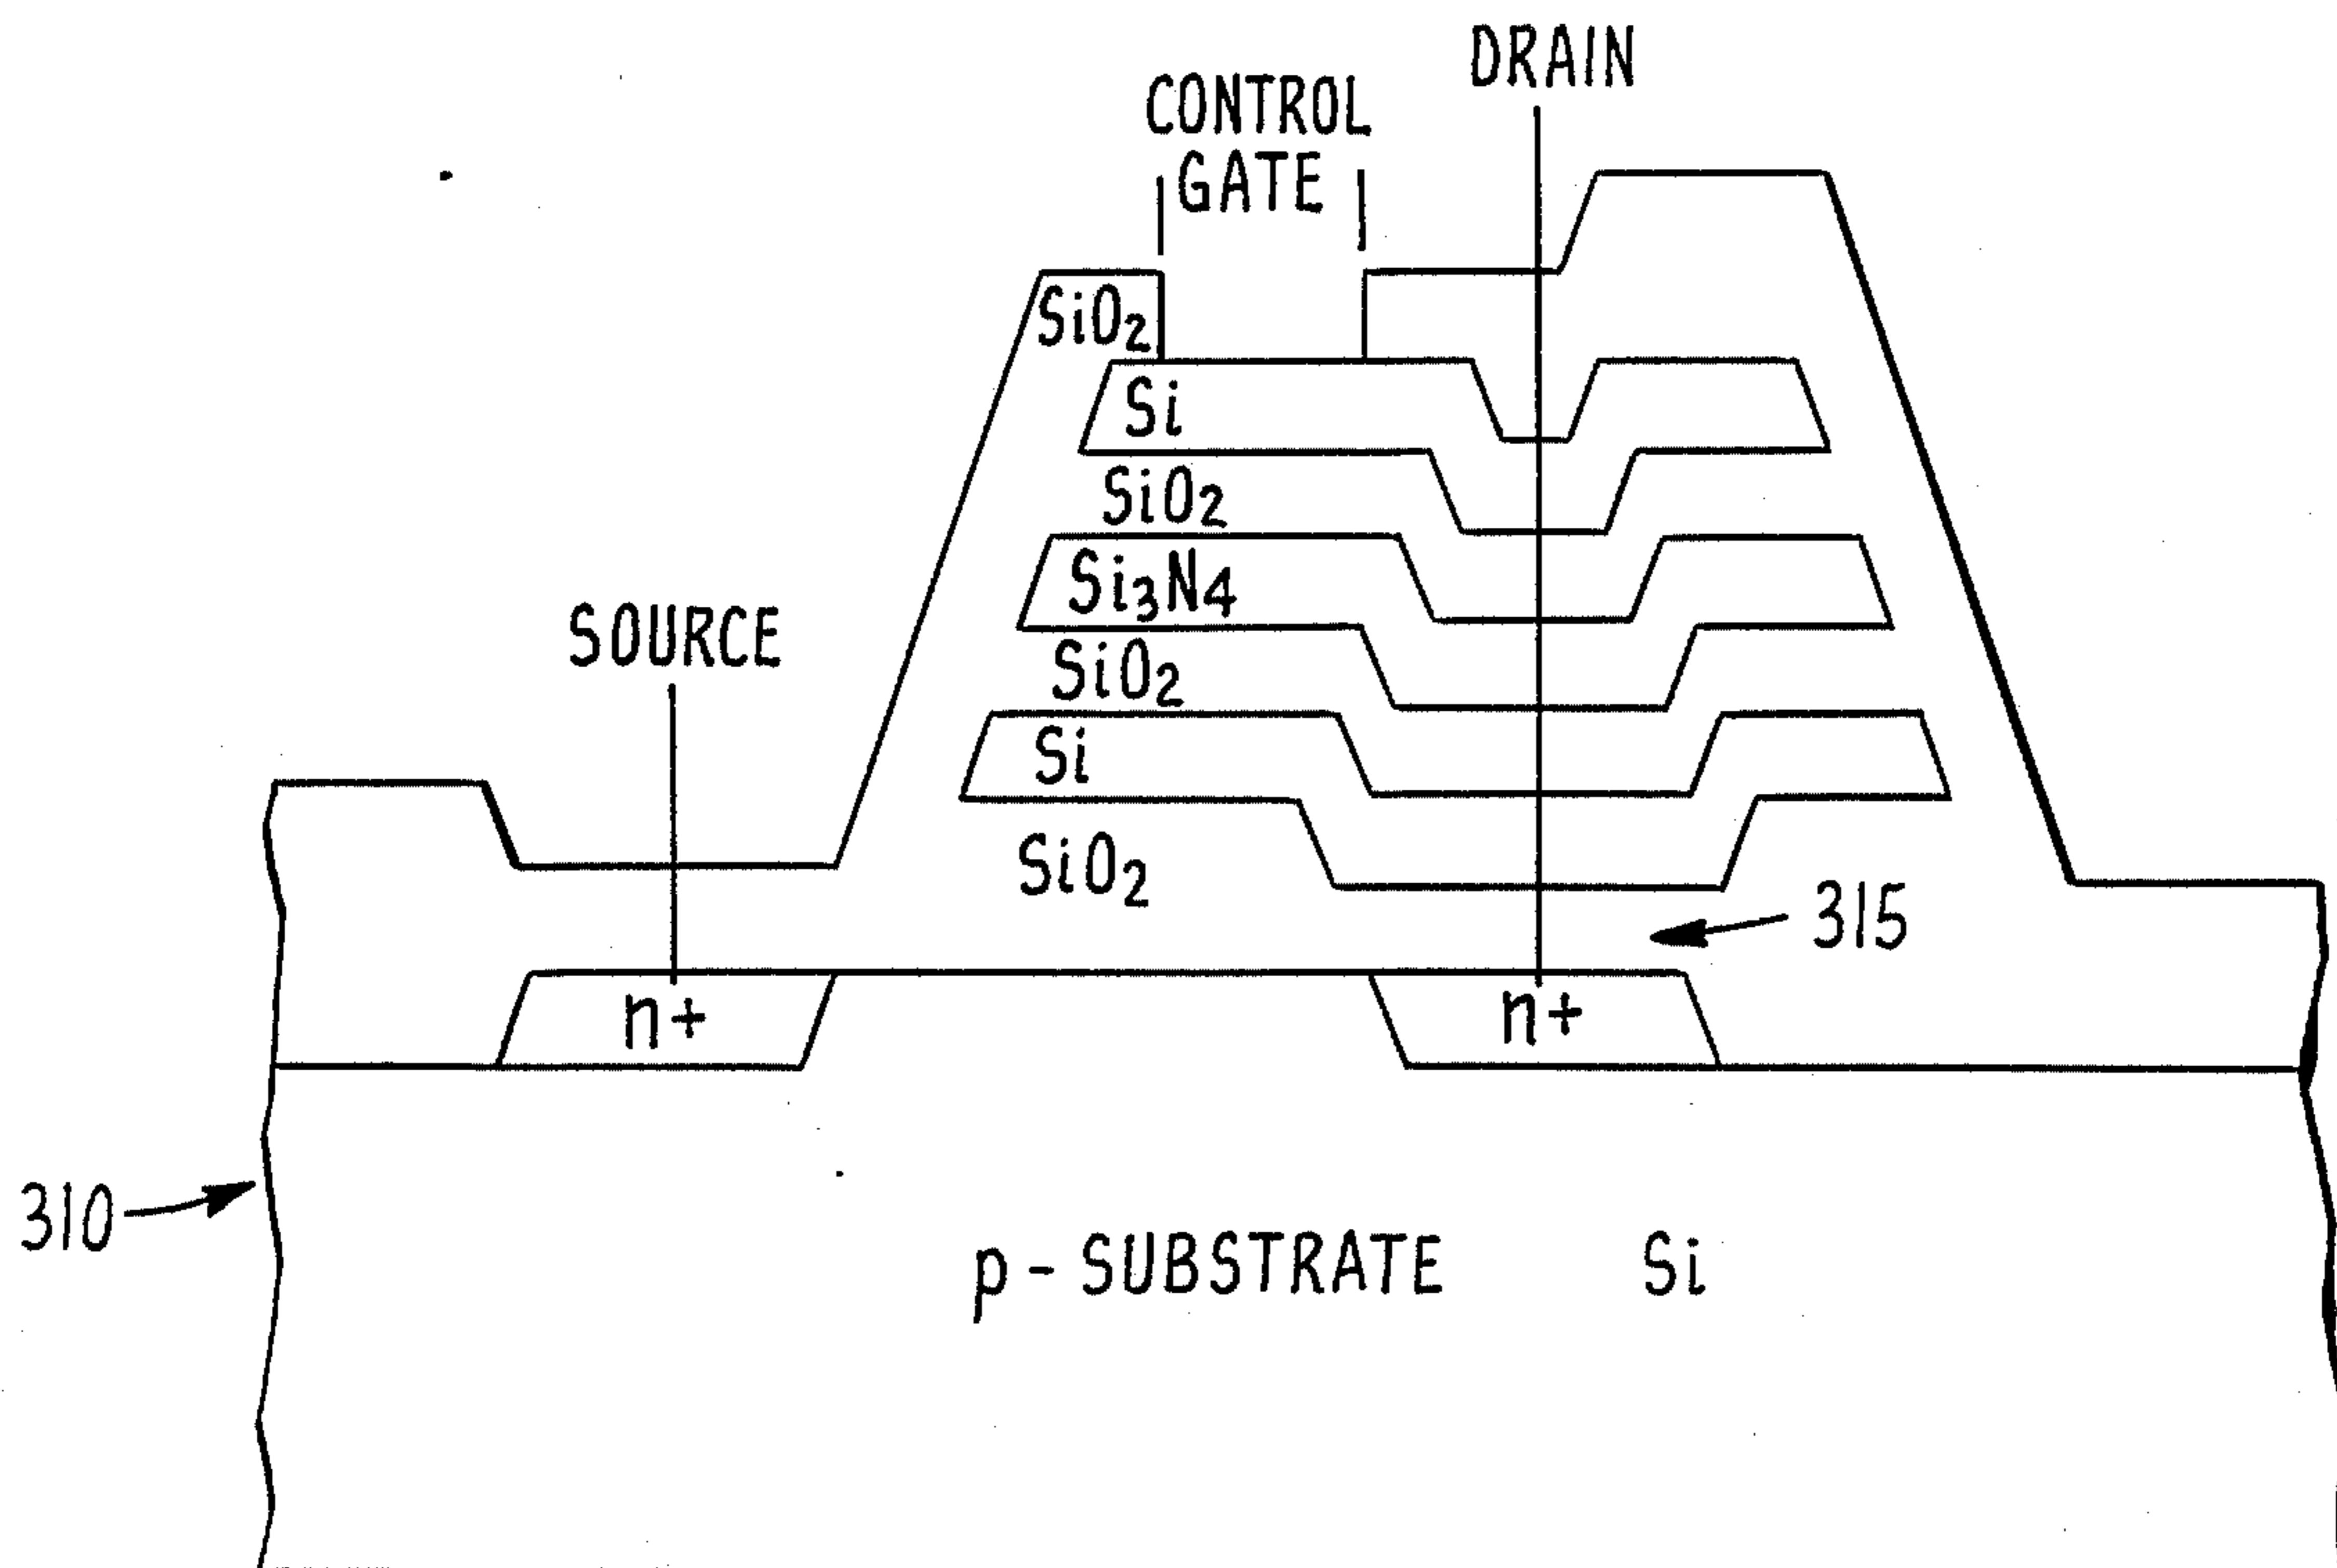 DRAIN
CONTROL
GATE
SiO2
Si
SiO2
Si3N4
SOURCE
SiO2
Si
SiO2
315
n+
n+
310
p - SUBSTRATE
Si